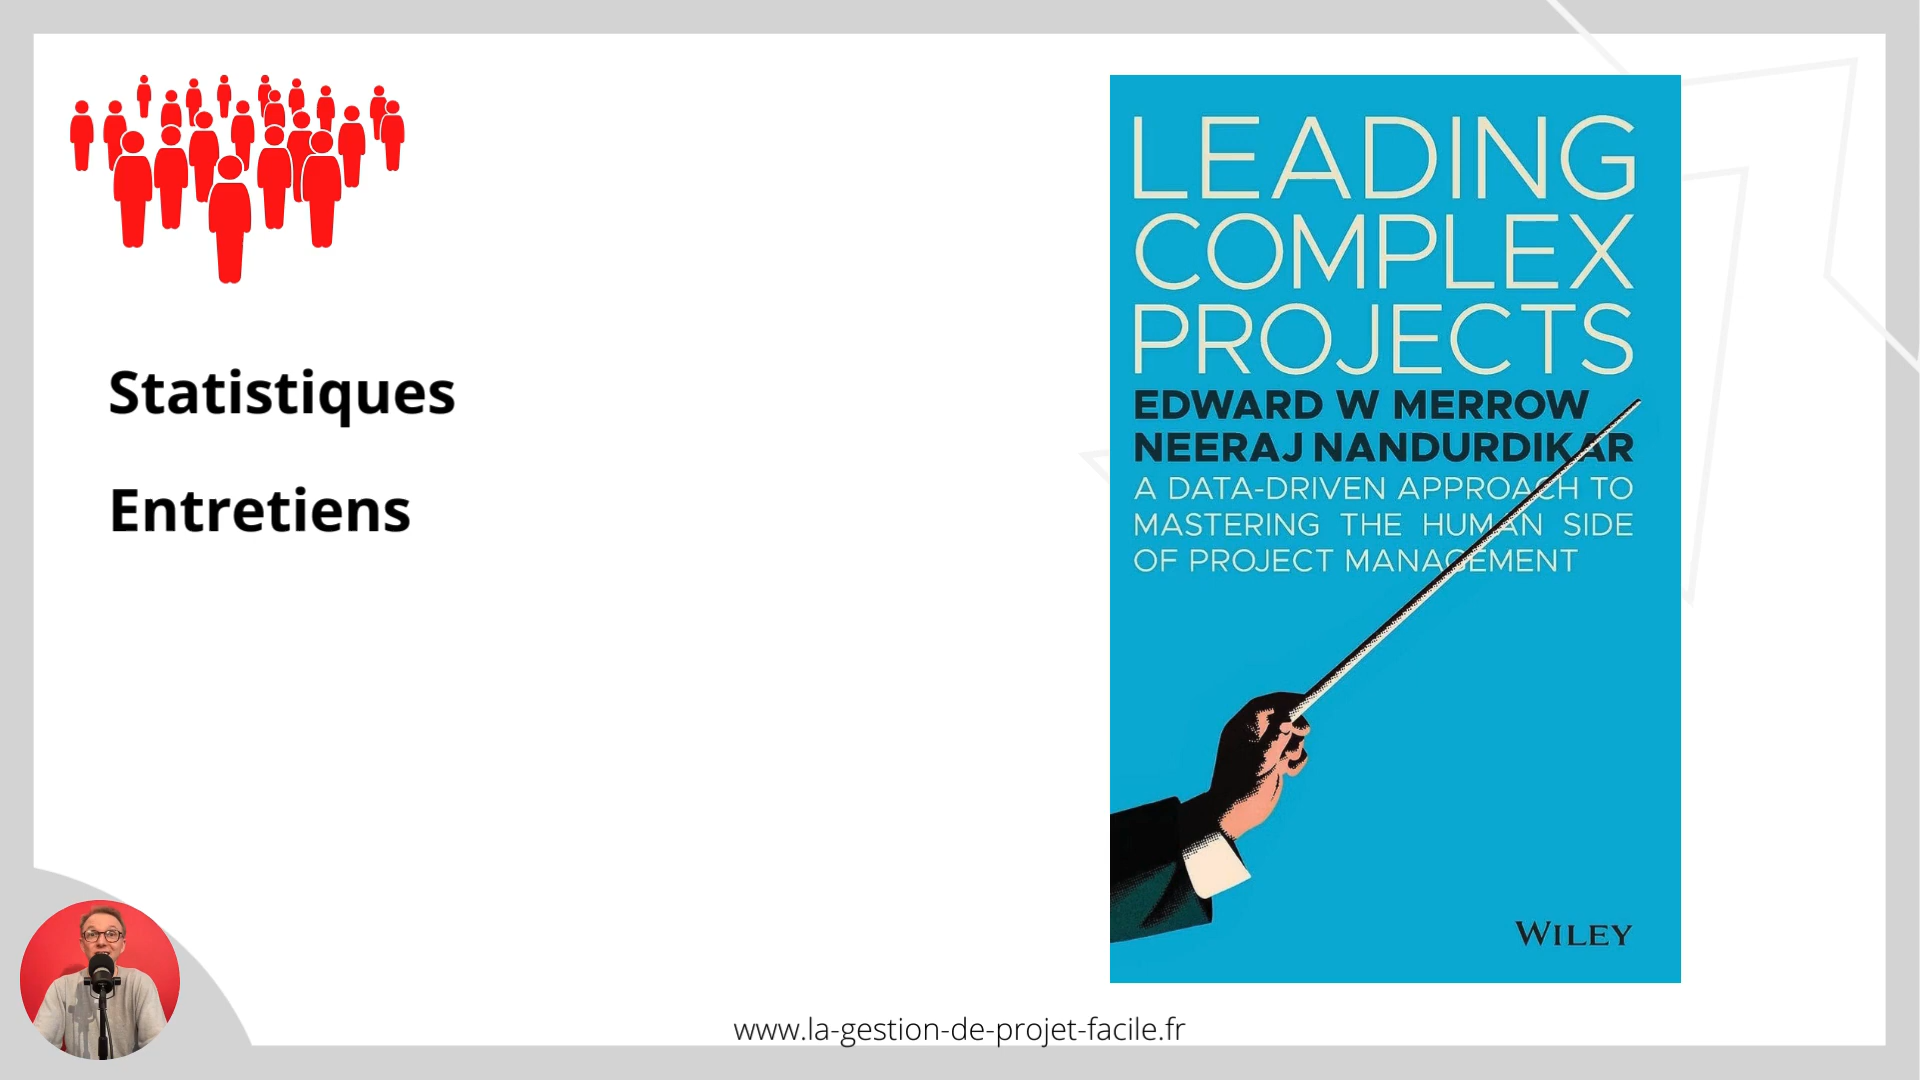 Statistiques
Entretiens
LEADING
COMPLEX
PROJECTS
EDWARD W MERROW
NEERAJ NANDURDIKAR
A DATA-DRIVEN APPROACH TO
MASTERING THE HUMAN SIDE
OF PROJECT MANAGEMENT
WILEY
www.la-gestion-de-projet-facile.fr